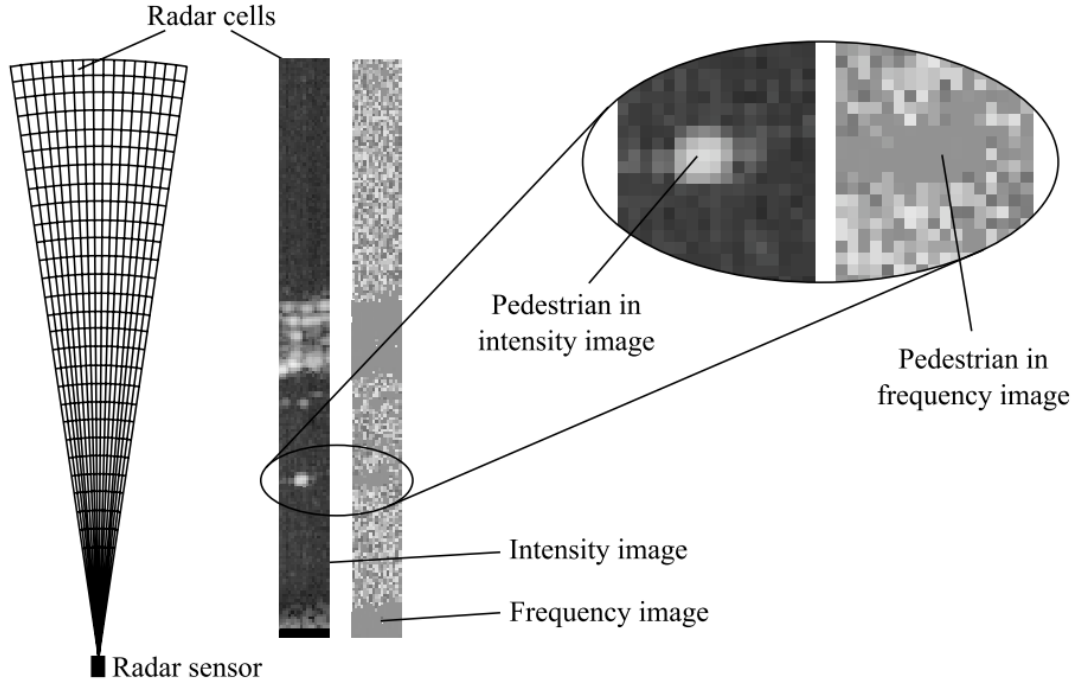 Radar cells
Pedestrian in
intensity image
Pedestrian in
frequency image
Intensity image
Frequency image
Radar sensor